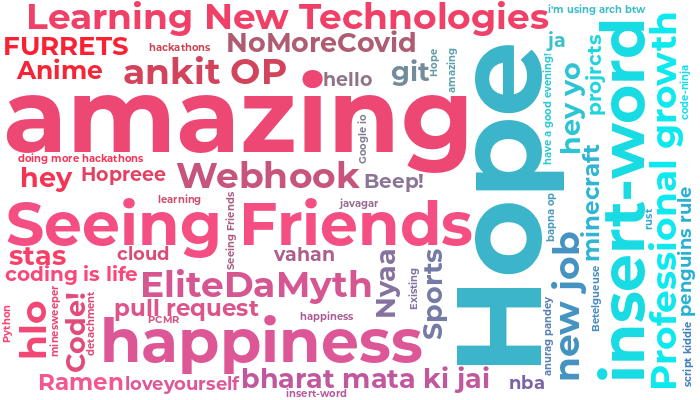 Learning New Technologies
i'm using arch btw
FURRETS
hackathons
NoMoreCovid
ja
Anime
ankit OP
hello
git
Hope
amazing
have a good evening!
hey yo
projrcts
insert-word
Professional growth
code-ninja
amazing
Google io
Hope
doing more hackathons
hey
Hopreee
Webhook
Beep!
minecraft
learning
Seeing Friends
javagar
bapna op
rust
penguins rule
Seeing Friends
stas
cloud
vahan
coding is life
EliteDaMyth
Nyaa
Existing
Sports
new job
Betelgueuse
Python
hlo
minesweeper
Code!
detachment
pull request
PCMR
happiness
happiness
anurag pandey
script kiddie
Ramen
loveyourself
bharat mata ki jai
nba
insert-word